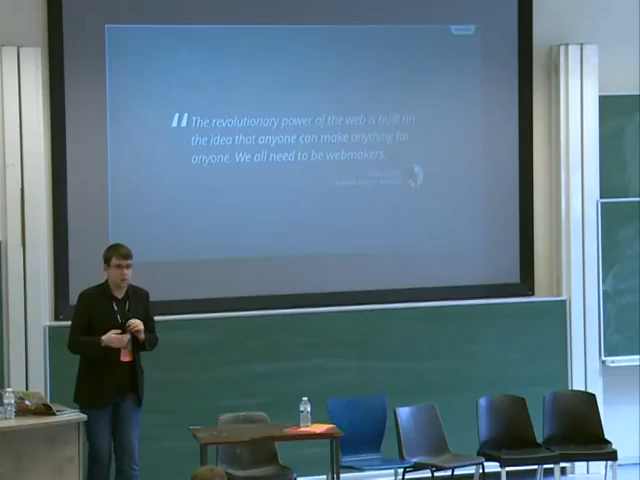 " The revolutionary power of the web is built on
the idea that anyone can make anything for
anyone. We all need to be webmakers.